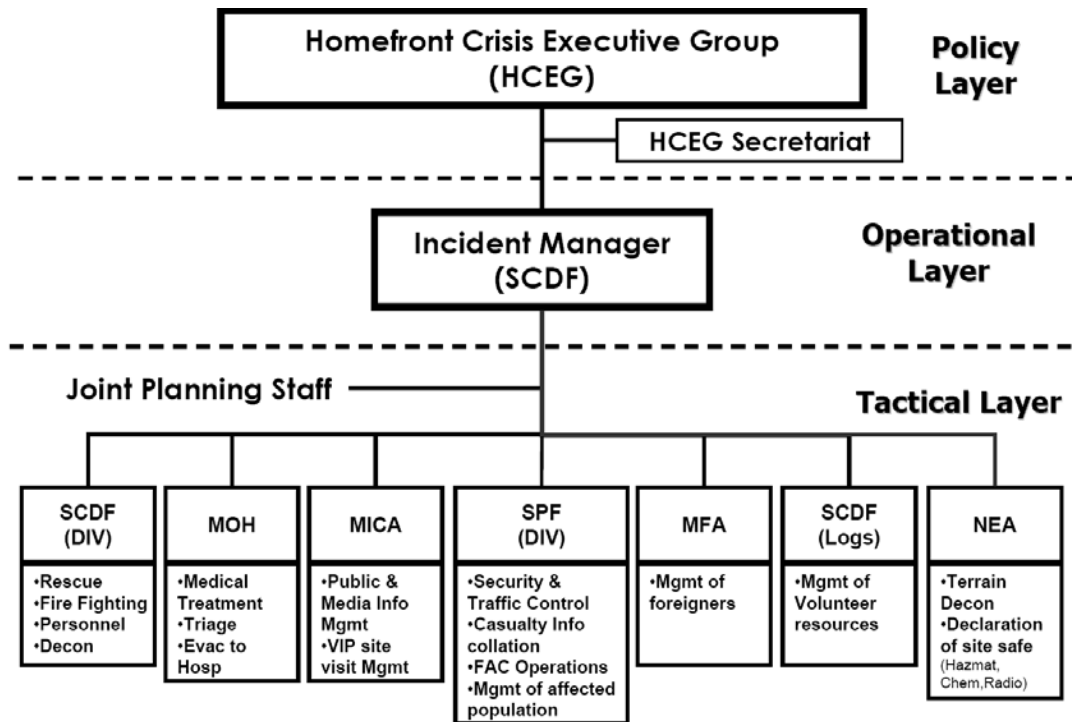 Homefront Crisis Executive Group
(HCEG)
Policy
Layer
HCEG Secretariat
Incident Manager
(SCDF)
Operational
Layer
Joint Planning Staff
Tactical Layer
SCDF
(DIV)
•Rescue
•Fire Fighting
•Personnel
•Decon
MOH
•Medical
Treatment
•Triage
•Evac to
Hosp
MICA
•Public &
Media Info
Mgmt
•VIP site
visit Mgmt
SPF
(DIV)
•Security &
Traffic Control
•Casualty Info
collation
•FAC Operations
•Mgmt of affected
population
MFA
•Mgmt of
foreigners
SCDF
(Logs)
•Mgmt of
Volunteer
resources
NEA
•Terrain
Decon
•Declaration
of site safe
(Hazmat,
Chem,Radio)